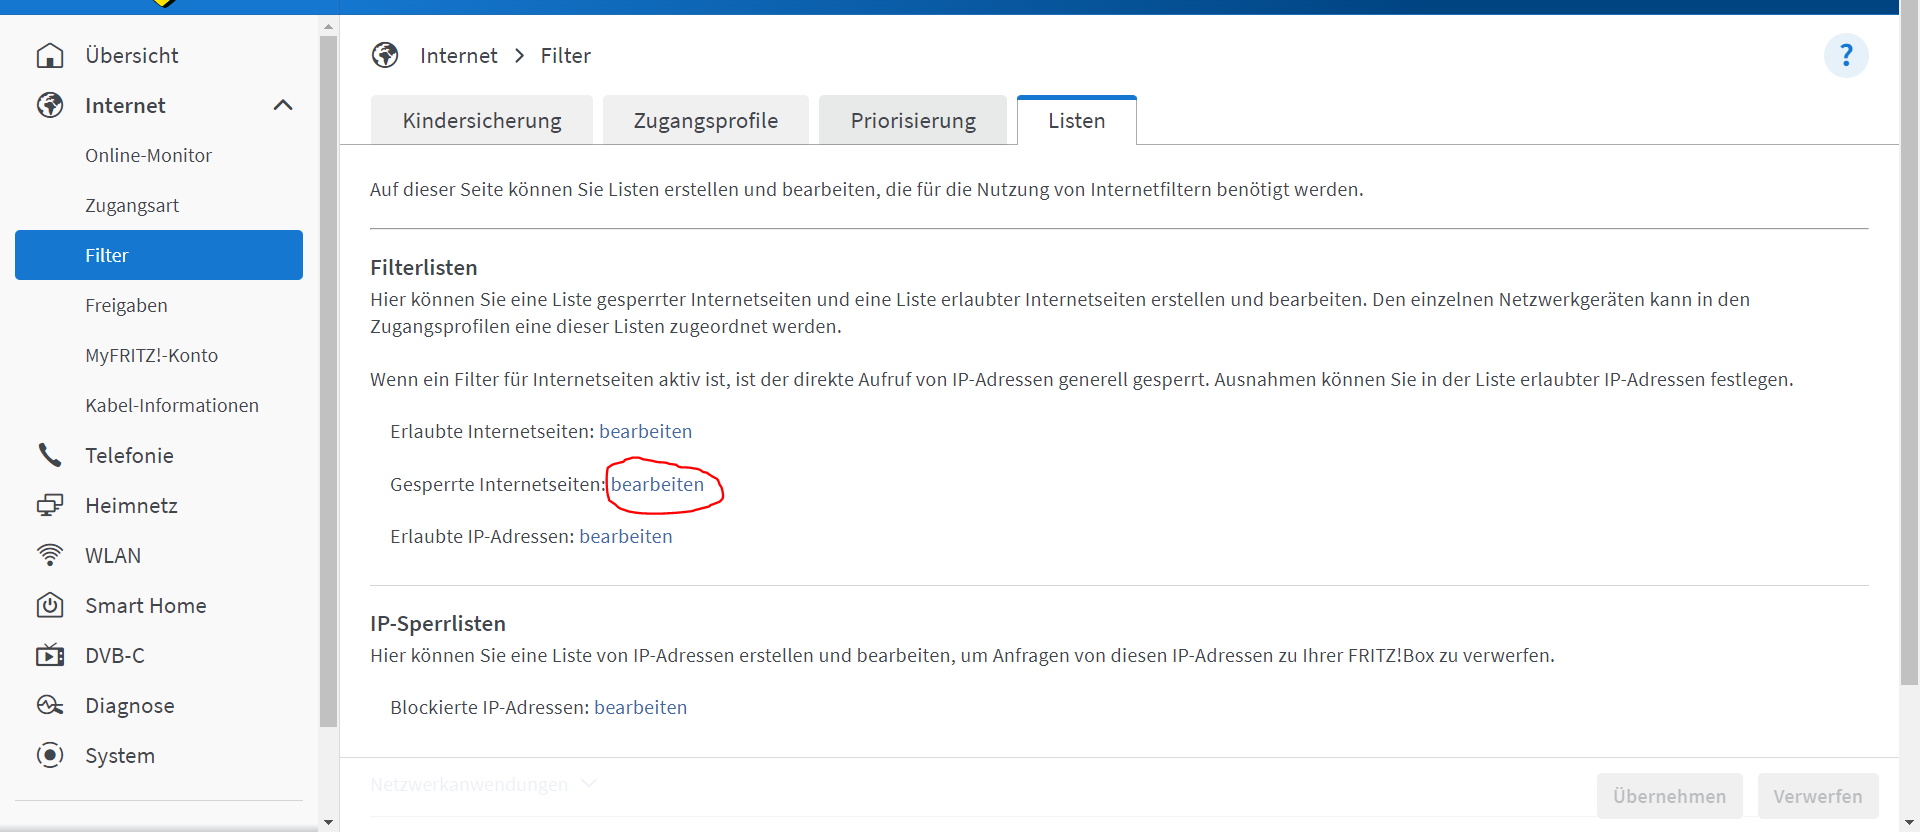 Übersicht
Internet
Online-Monitor
Zugangsart
Filter
Freigaben
MyFRITZ!-Konto
Kabel-Informationen
Telefonie
Heimnetz
WLAN
Smart Home
DVB-C
Diagnose
System
Internet > Filter
?
Kindersicherung
Zugangsprofile
Priorisierung
Listen
Auf dieser Seite können Sie Listen erstellen und bearbeiten, die für die Nutzung von Internetfiltern benötigt werden.
Filterlisten
Hier können Sie eine Liste gesperrter Internetseiten und eine Liste erlaubter Internetseiten erstellen und bearbeiten. Den einzelnen Netzwerkgeräten kann in den
Zugangsprofilen eine dieser Listen zugeordnet werden.
Wenn ein Filter für Internetseiten aktiv ist, ist der direkte Aufruf von IP-Adressen generell gesperrt. Ausnahmen können Sie in der Liste erlaubter IP-Adressen festlegen.
Erlaubte Internetseiten: bearbeiten
Gesperrte Internetseiten: bearbeiten
Erlaubte IP-Adressen: bearbeiten
IP-Sperrlisten
Hier können Sie eine Liste von IP-Adressen erstellen und bearbeiten, um Anfragen von diesen IP-Adressen zu Ihrer FRITZ!Box zu verwerfen.
Blockierte IP-Adressen: bearbeiten
Netzwerkanwendungen
Übernehmen
Verwerfen